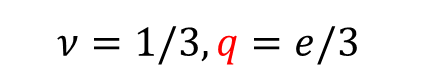 ν = 1/3, q = e/3